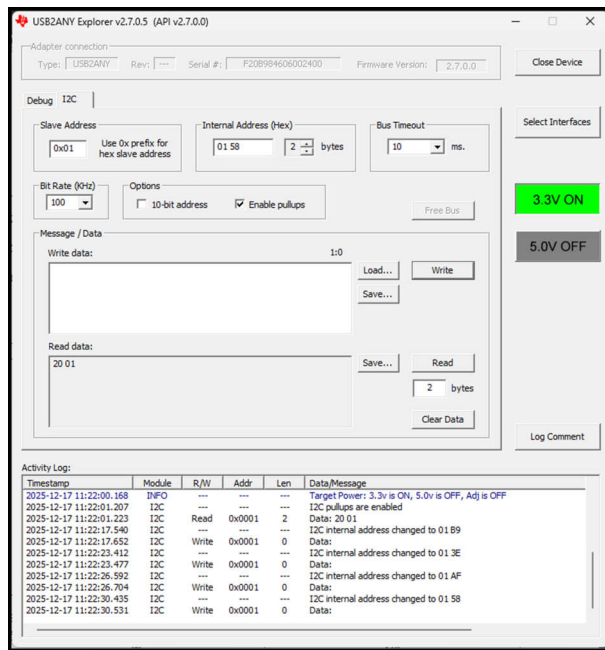 USB2ANY Explorer v2.7.0.5 (API v2.7.0.0)
Adapter connection
Type: USB2ANY Rev: --- Serial #: F20B984606002400 Firmware Version: 2.7.0.0
Close Device
Debug I2C
Select Interfaces
Slave Address
0x01 Use 0x prefix for
hex slave address
Internal Address (Hex)
01 58 2 bytes
Bus Timeout
10 ms.
Bit Rate (KHz)
100
Options
10-bit address Enable pullups
Free Bus
3.3V ON
5.0V OFF
Message / Data
Write data: 1:0
Load... Write
Save...
Read data:
20 01
Save... Read
2 bytes
Clear Data
Log Comment
Activity Log:
Timestamp Module R/W Addr Len Data/Message
2025-12-17 11:22:00.168 INFO --- --- --- Target Power: 3.3v is ON, 5.0v is OFF, Adj is OFF
2025-12-17 11:22:01.207 I2C --- --- --- I2C pullups are enabled
2025-12-17 11:22:01.223 I2C Read 0x0001 2 Data: 20 01
2025-12-17 11:22:17.540 I2C --- --- --- I2C internal address changed to 01 B9
2025-12-17 11:22:17.652 I2C Write 0x0001 0 Data:
2025-12-17 11:22:23.412 I2C --- --- --- I2C internal address changed to 01 3E
2025-12-17 11:22:23.477 I2C Write 0x0001 0 Data:
2025-12-17 11:22:26.592 I2C --- --- --- I2C internal address changed to 01 AF
2025-12-17 11:22:26.704 I2C Write 0x0001 0 Data:
2025-12-17 11:22:30.435 I2C --- --- --- I2C internal address changed to 01 58
2025-12-17 11:22:30.531 I2C Write 0x0001 0 Data: